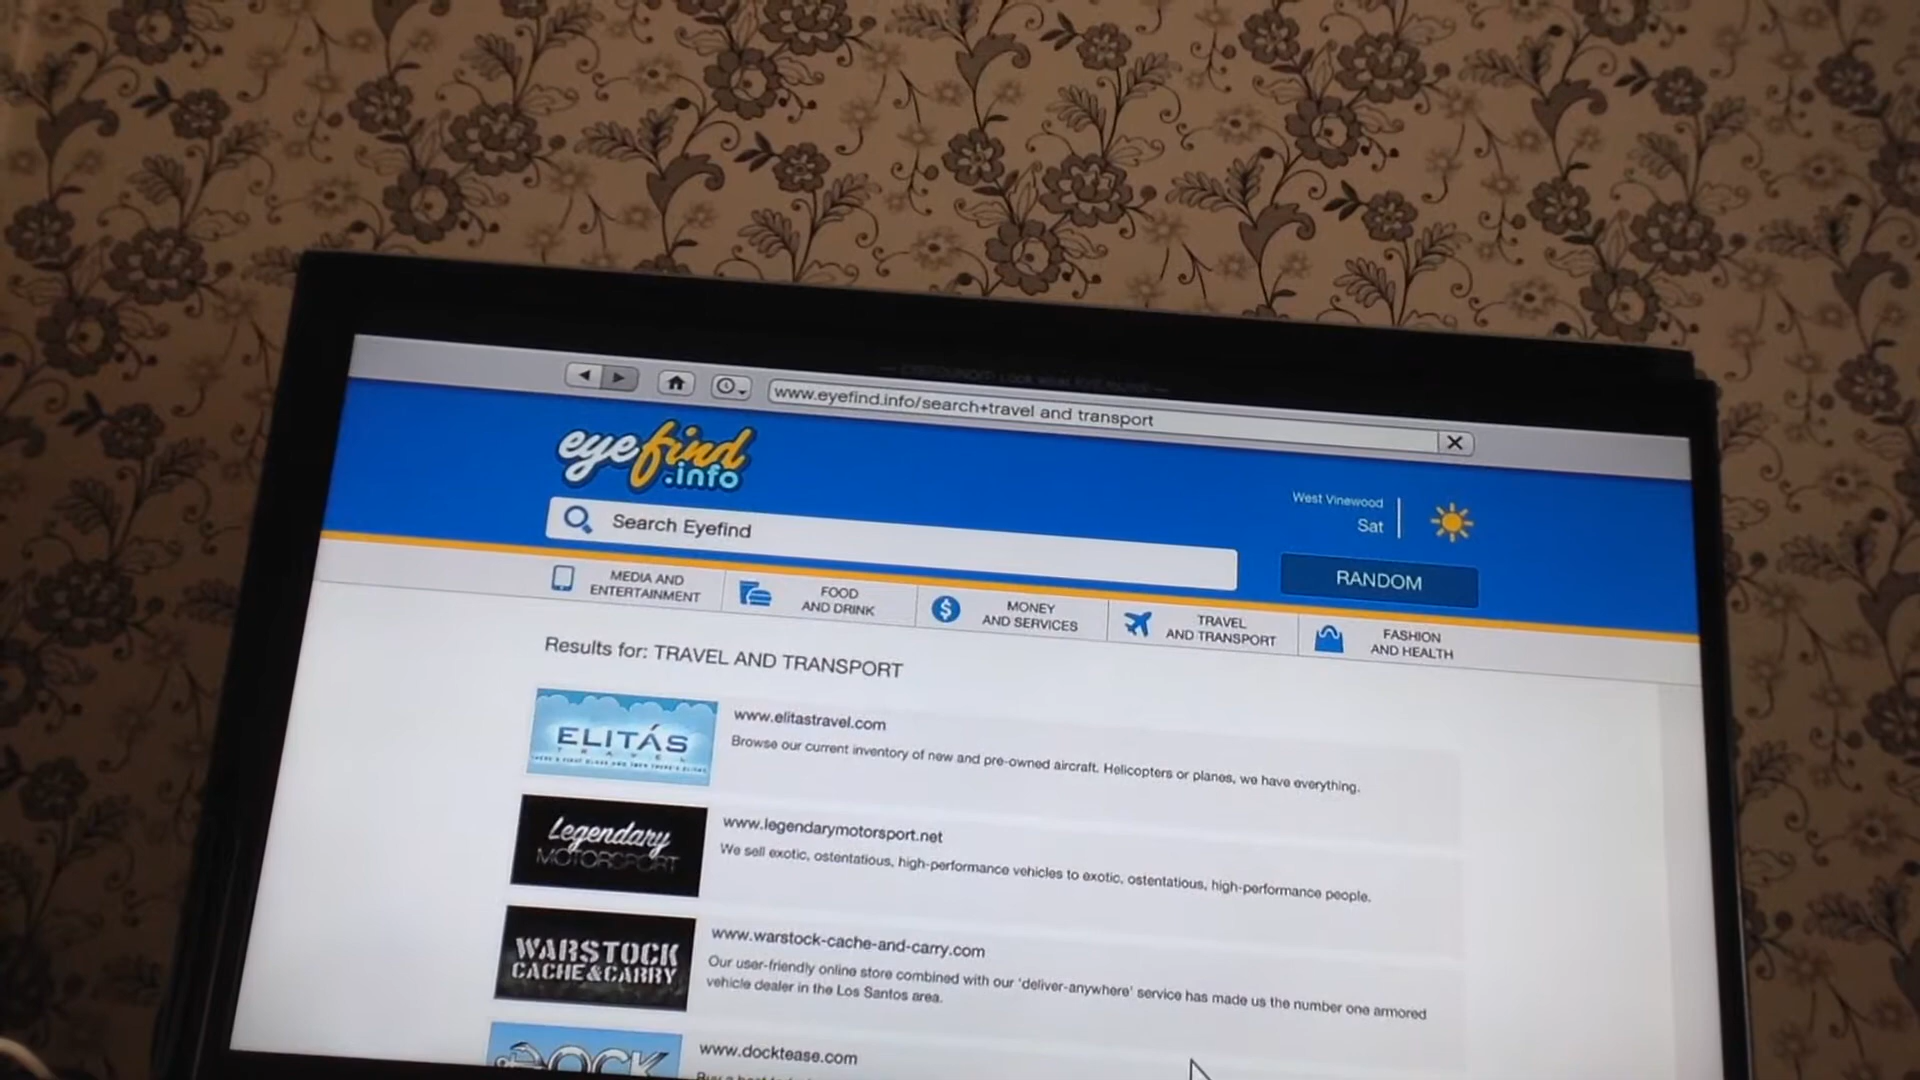 www.eyefind.info/search+travel and transport
eyefind
.info
West Vinewood
Sat
Search Eyefind
RANDOM
MEDIA AND
ENTERTAINMENT
FOOD
AND DRINK
MONEY
AND SERVICES
TRAVEL
AND TRANSPORT
FASHION
AND HEALTH
Results for: TRAVEL AND TRANSPORT
ELITÁS
TRAVEL
www.elitastravel.com
Browse our current inventory of new and pre-owned aircraft. Helicopters or planes, we have everything.
Legendary
MOTORSPORT
www.legendarymotorsport.net
We sell exotic, ostentatious, high-performance vehicles to exotic, ostentatious, high-performance people.
WARSTOCK
CACHE&CARRY
www.warstock-cache-and-carry.com
Our user-friendly online store combined with our 'deliver-anywhere' service has made us the number one armored
vehicle dealer in the Los Santos area.
DOCK
www.docktease.com